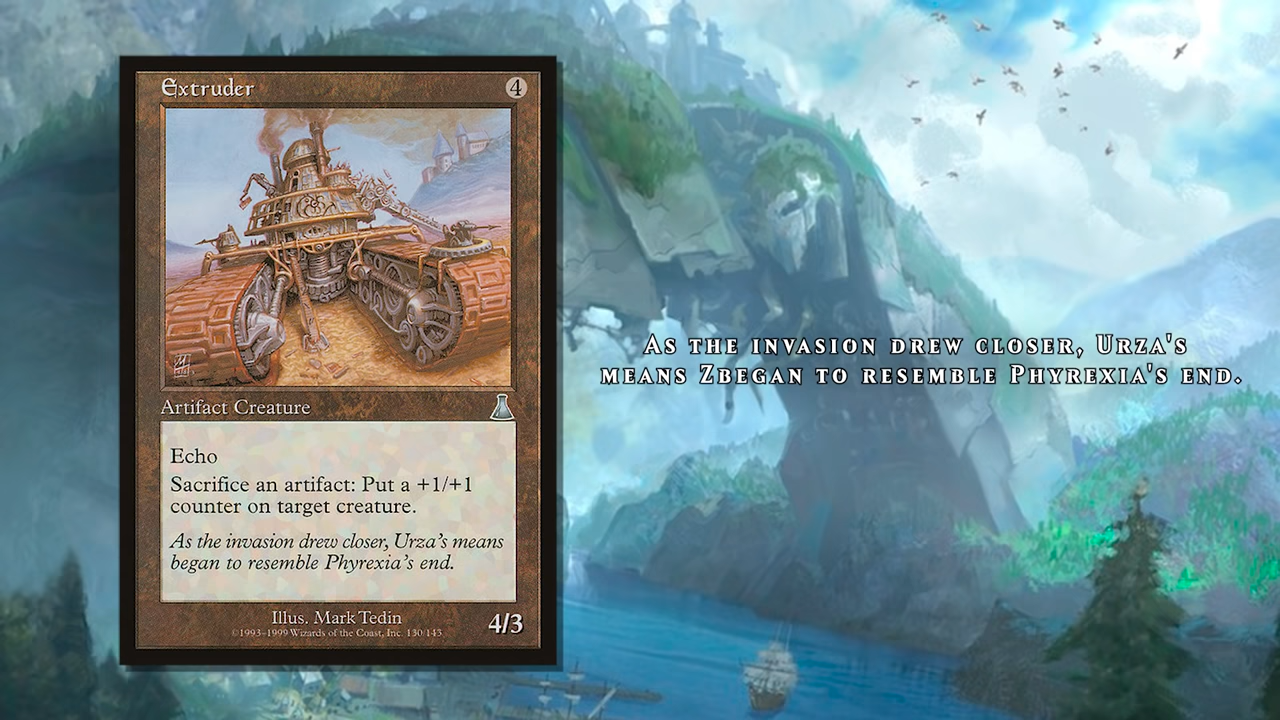 Extruder 4
Artifact Creature
Echo
Sacrifice an artifact: Put a +1/+1
counter on target creature.
As the invasion drew closer, Urza's means
began to resemble Phyrexia's end.
Illus. Mark Tedin
©1993-1999 Wizards of the Coast, Inc. 130/143
4/3
As the invasion drew closer, Urza's
means Zbegan to resemble Phyrexia's end.